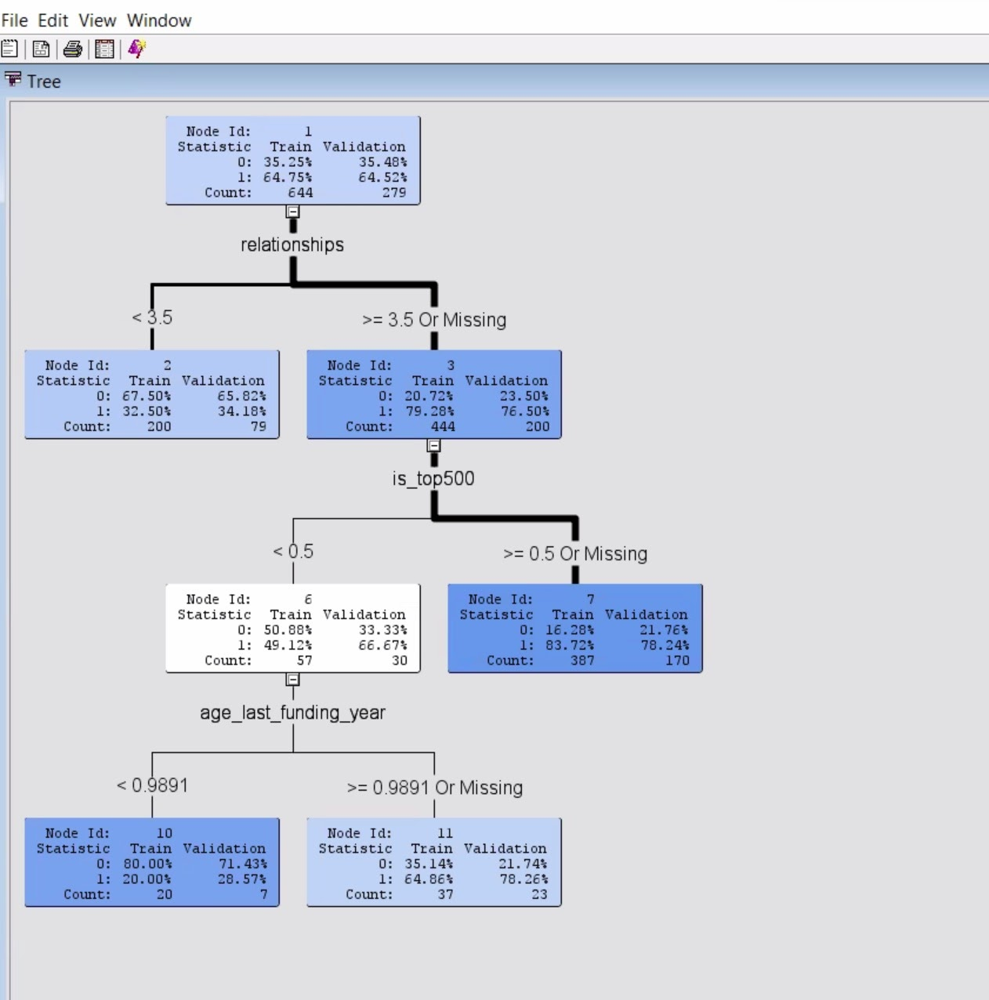 File Edit View Window
Tree
Node Id: 1
Statistic Train Validation
0: 35.25% 35.48%
1: 64.75% 64.52%
Count: 644 279
relationships
< 3.5
>= 3.5 Or Missing
Node Id: 2
Statistic Train Validation
0: 67.50% 65.82%
1: 32.50% 34.18%
Count: 200 79
Node Id: 3
Statistic Train Validation
0: 20.72% 23.50%
1: 79.28% 76.50%
Count: 444 200
is_top500
< 0.5
>= 0.5 Or Missing
Node Id: 6
Statistic Train Validation
0: 50.88% 33.33%
1: 49.12% 66.67%
Count: 57 30
Node Id: 7
Statistic Train Validation
0: 16.28% 21.76%
1: 83.72% 78.24%
Count: 387 170
age_last_funding_year
< 0.9891
>= 0.9891 Or Missing
Node Id: 10
Statistic Train Validation
0: 80.00% 71.43%
1: 20.00% 28.57%
Count: 20 7
Node Id: 11
Statistic Train Validation
0: 35.14% 21.74%
1: 64.86% 78.26%
Count: 37 23